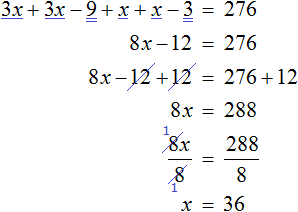 3x + 3x − 9 + x + x − 3 = 276
8x − 12 = 276
8x − 12 + 12 = 276 + 12
8x = 288
1
8x/8 = 288/8
1
x = 36